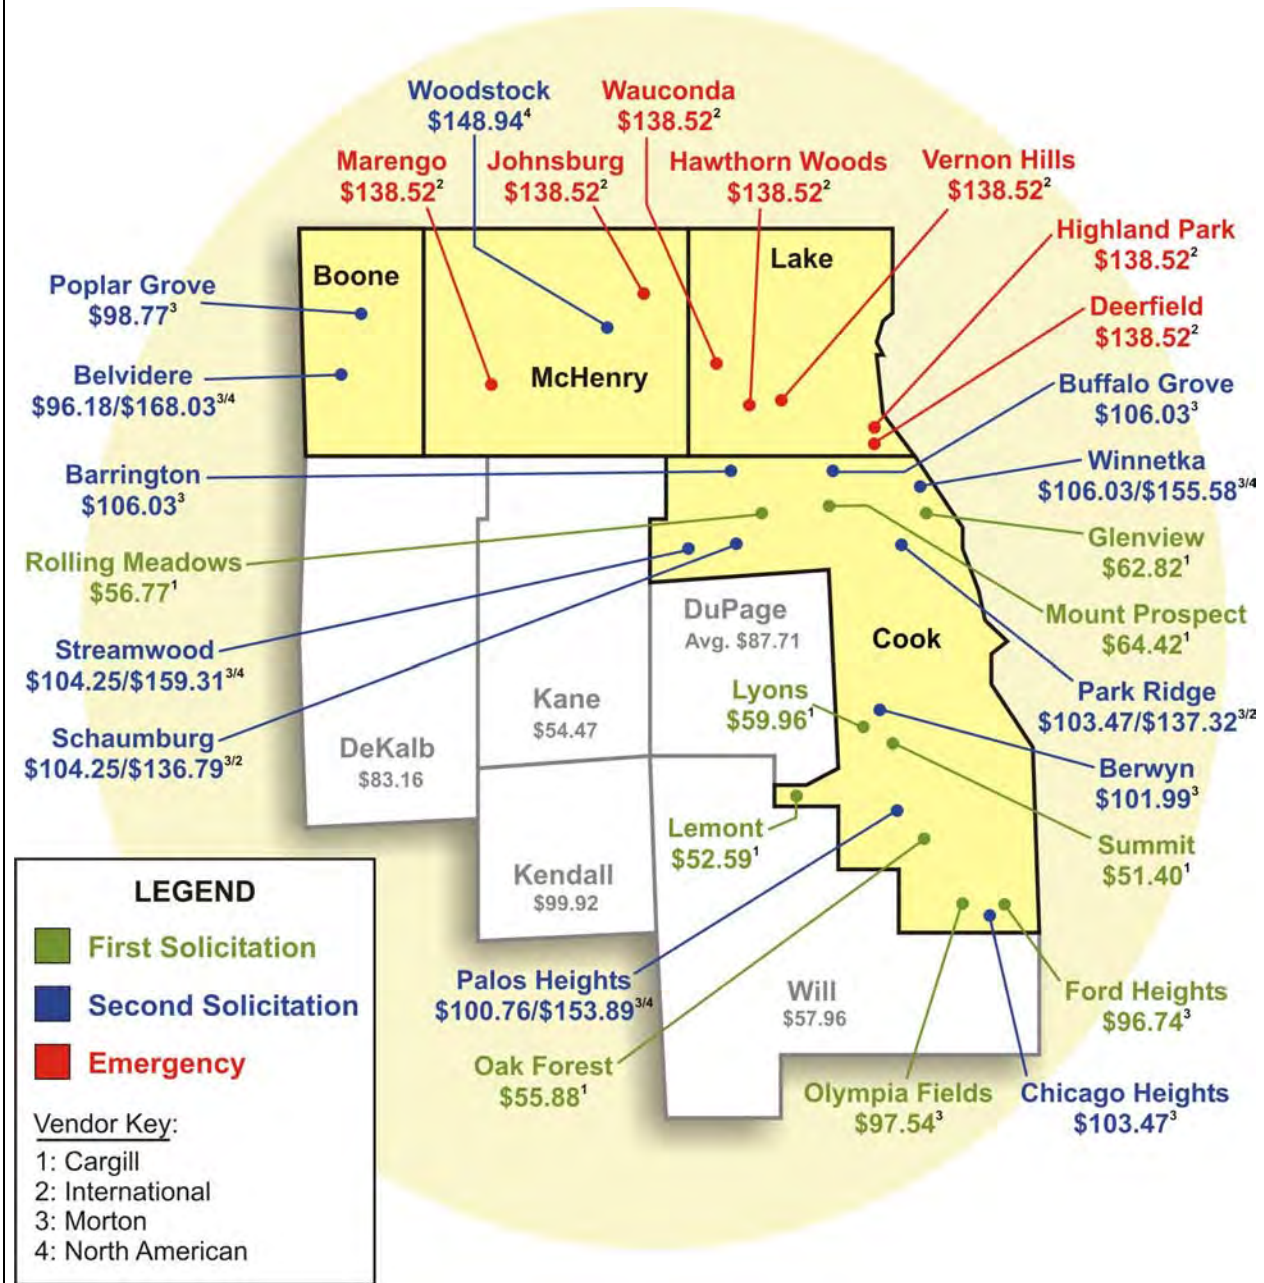 Woodstock
$148.94⁴
Wauconda
$138.52²
Marengo
$138.52²
Johnsburg
$138.52²
Hawthorn Woods
$138.52²
Vernon Hills
$138.52²
Highland Park
$138.52²
Boone
Lake
Poplar Grove
$98.77³
Deerfield
$138.52²
McHenry
Belvidere
$96.18/$168.03³/⁴
Buffalo Grove
$106.03³
Barrington
$106.03³
Winnetka
$106.03/$155.58³/⁴
Rolling Meadows
$56.77¹
Glenview
$62.82¹
DuPage
Avg. $87.71
Cook
Mount Prospect
$64.42¹
Streamwood
$104.25/$159.31³/⁴
Kane
$54.47
Lyons
$59.96¹
Park Ridge
$103.47/$137.32³/²
Schaumburg
$104.25/$136.79³/²
DeKalb
$83.16
Berwyn
$101.99³
Lemont
$52.59¹
Summit
$51.40¹
Kendall
$99.92
Palos Heights
$100.76/$153.89³/⁴
Will
$57.96
Ford Heights
$96.74³
Oak Forest
$55.88¹
Olympia Fields
$97.54³
Chicago Heights
$103.47³
LEGEND
First Solicitation
Second Solicitation
Emergency
Vendor Key:
1: Cargill
2: International
3: Morton
4: North American